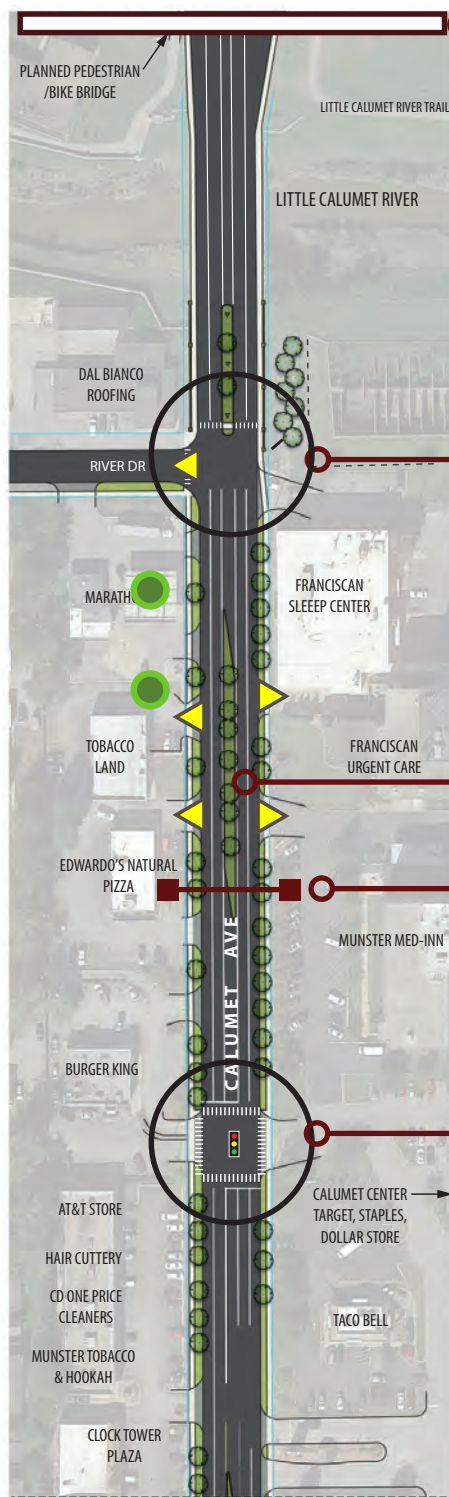 PLANNED PEDESTRIAN
/BIKE BRIDGE
LITTLE CALUMET RIVER TRAIL
LITTLE CALUMET RIVER
DAL BIANCO
ROOFING
RIVER DR
MARATHO
FRANCISCAN
SLEEEP CENTER
TOBACCO
LAND
FRANCISCAN
URGENT CARE
EDWARDO'S NATURAL
PIZZA
CALUMET AVE
MUNSTER MED-INN
BURGER KING
CALUMET CENTER
TARGET, STAPLES,
DOLLAR STORE
AT&T STORE
HAIR CUTTERY
CD ONE PRICE
CLEANERS
TACO BELL
MUNSTER TOBACCO
& HOOKAH
CLOCK TOWER
PLAZA